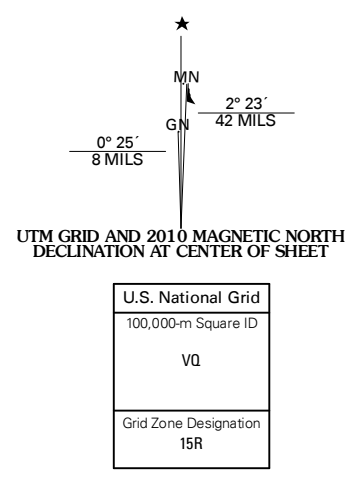 ★
MN
2° 23´
42 MILS
GN
0° 25´
8 MILS
UTM GRID AND 2010 MAGNETIC NORTH
DECLINATION AT CENTER OF SHEET
U.S. National Grid
100,000-m Square ID
VQ
Grid Zone Designation
15R